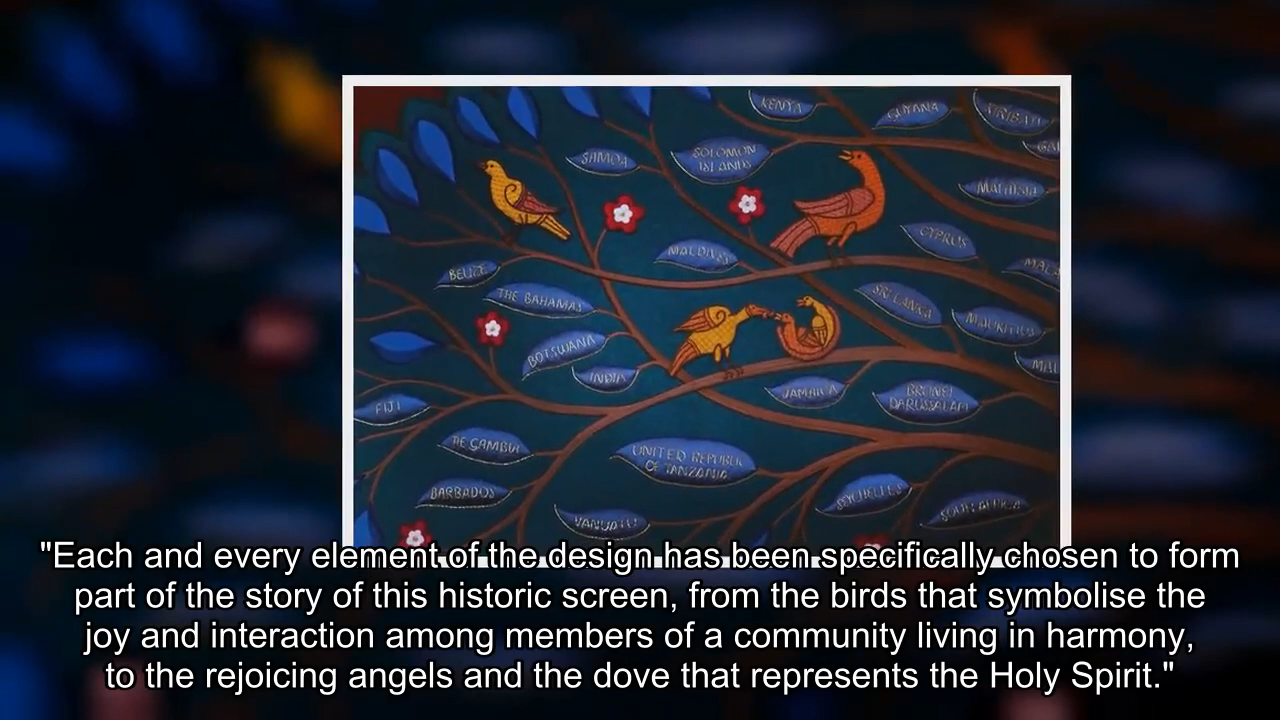 KENYA
GUYANA
KIRIBATI
SAMOA
SOLOMON
ISLANDS
MALAYSIA
CYPRUS
MALDIVES
BELIZE
THE BAHAMAS
SRI LANKA
MAURITIUS
BOTSWANA
INDIA
JAMAICA
BRUNEI
DARUSSALAM
FIJI
THE GAMBIA
UNITED REPUBLIC
OF TANZANIA
BARBADOS
SEYCHELLES
SOUTH AFRICA
VANUATU
"Each and every element of the design has been specifically chosen to form
part of the story of this historic screen, from the birds that symbolise the
joy and interaction among members of a community living in harmony,
to the rejoicing angels and the dove that represents the Holy Spirit."